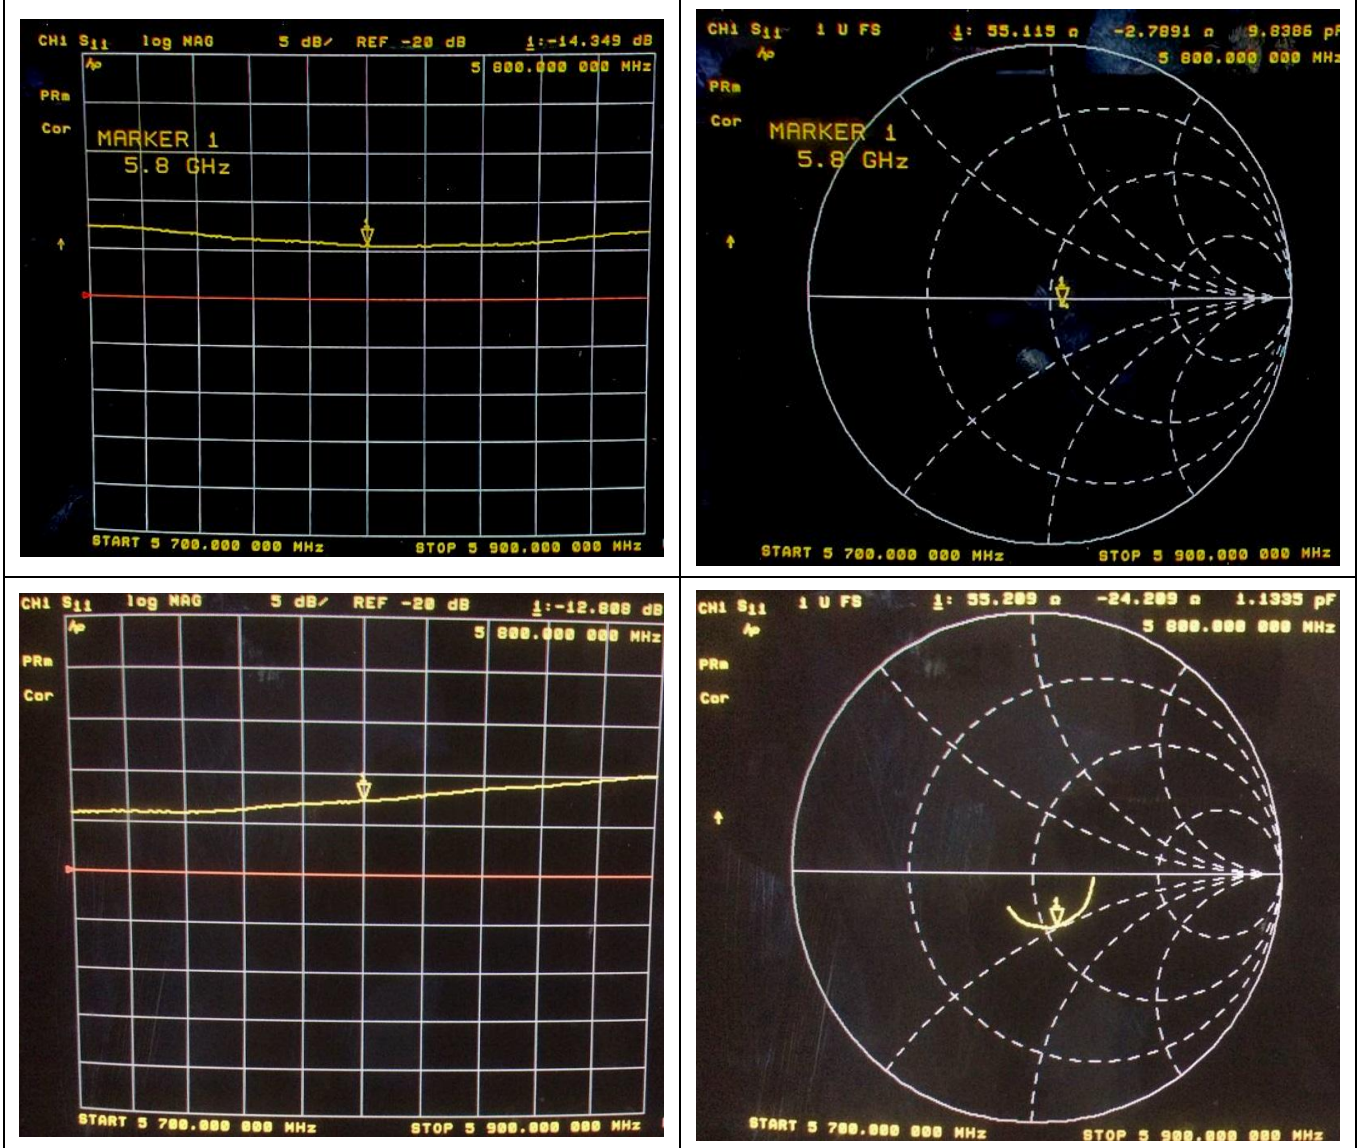 CH1 S11 log MAG 5 dB/ REF -20 dB 1:-14.349 dB
5 800.000 000 MHz
PRm
Cor
MARKER 1
5.8 GHz
1
START 5 700.000 000 MHz STOP 5 900.000 000 MHz
CH1 S11 1 U FS 1: 55.115 Ω -2.7891 Ω 9.8386 pF
5 800.000 000 MHz
PRm
Cor
MARKER 1
5.8 GHz
1
START 5 700.000 000 MHz STOP 5 900.000 000 MHz
CH1 S11 log MAG 5 dB/ REF -20 dB 1:-12.808 dB
5 800.000 000 MHz
PRm
Cor
1
START 5 700.000 000 MHz STOP 5 900.000 000 MHz
CH1 S11 1 U FS 1: 55.209 Ω -24.209 Ω 1.1335 pF
5 800.000 000 MHz
PRm
Cor
1
START 5 700.000 000 MHz STOP 5 900.000 000 MHz